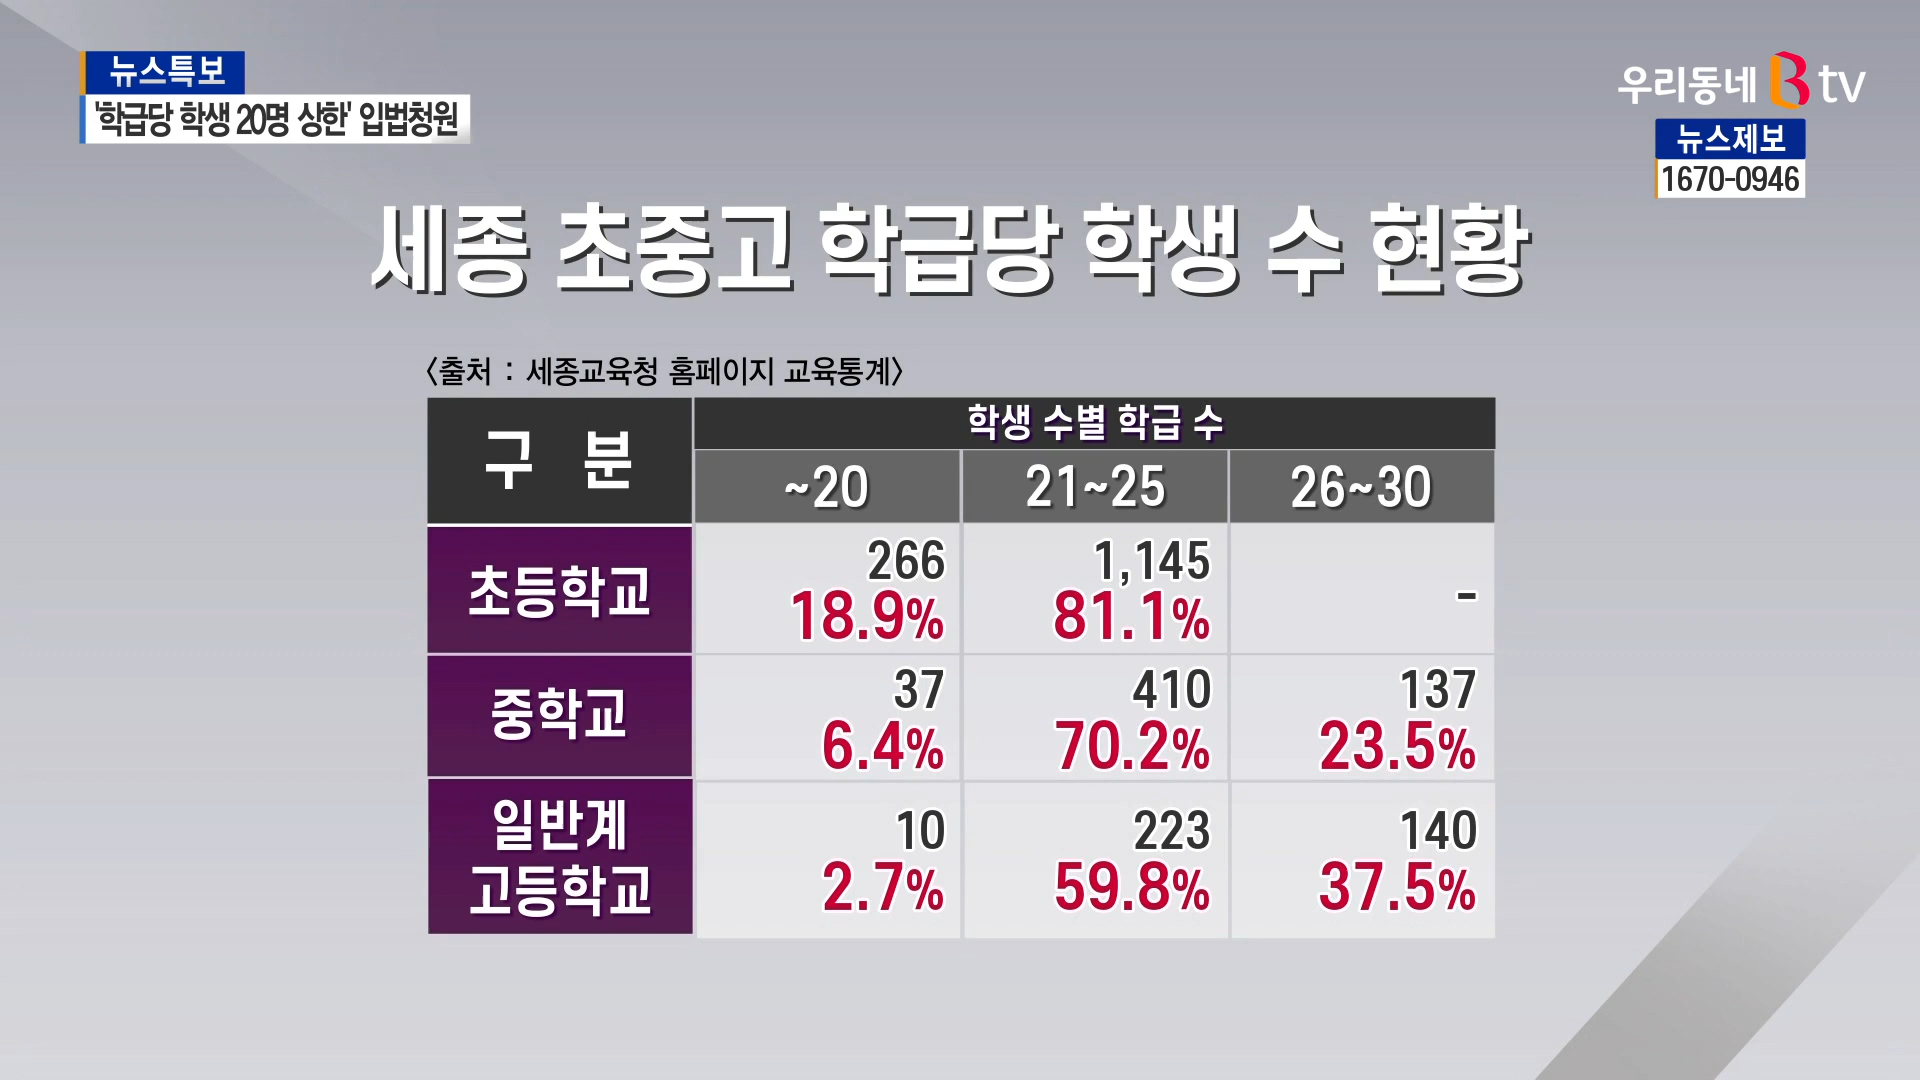 뉴스특보
'학급당 학생 20명 상한' 입법청원
우리동네 B tv
뉴스제보
1670-0946
세종 초중고 학급당 학생 수 현황
<출처 : 세종교육청 홈페이지 교육통계>
구 분
학생 수별 학급 수
~20 21~25 26~30
초등학교
266 1,145 -
18.9% 81.1%
중학교
37 410 137
6.4% 70.2% 23.5%
일반계
고등학교
10 223 140
2.7% 59.8% 37.5%